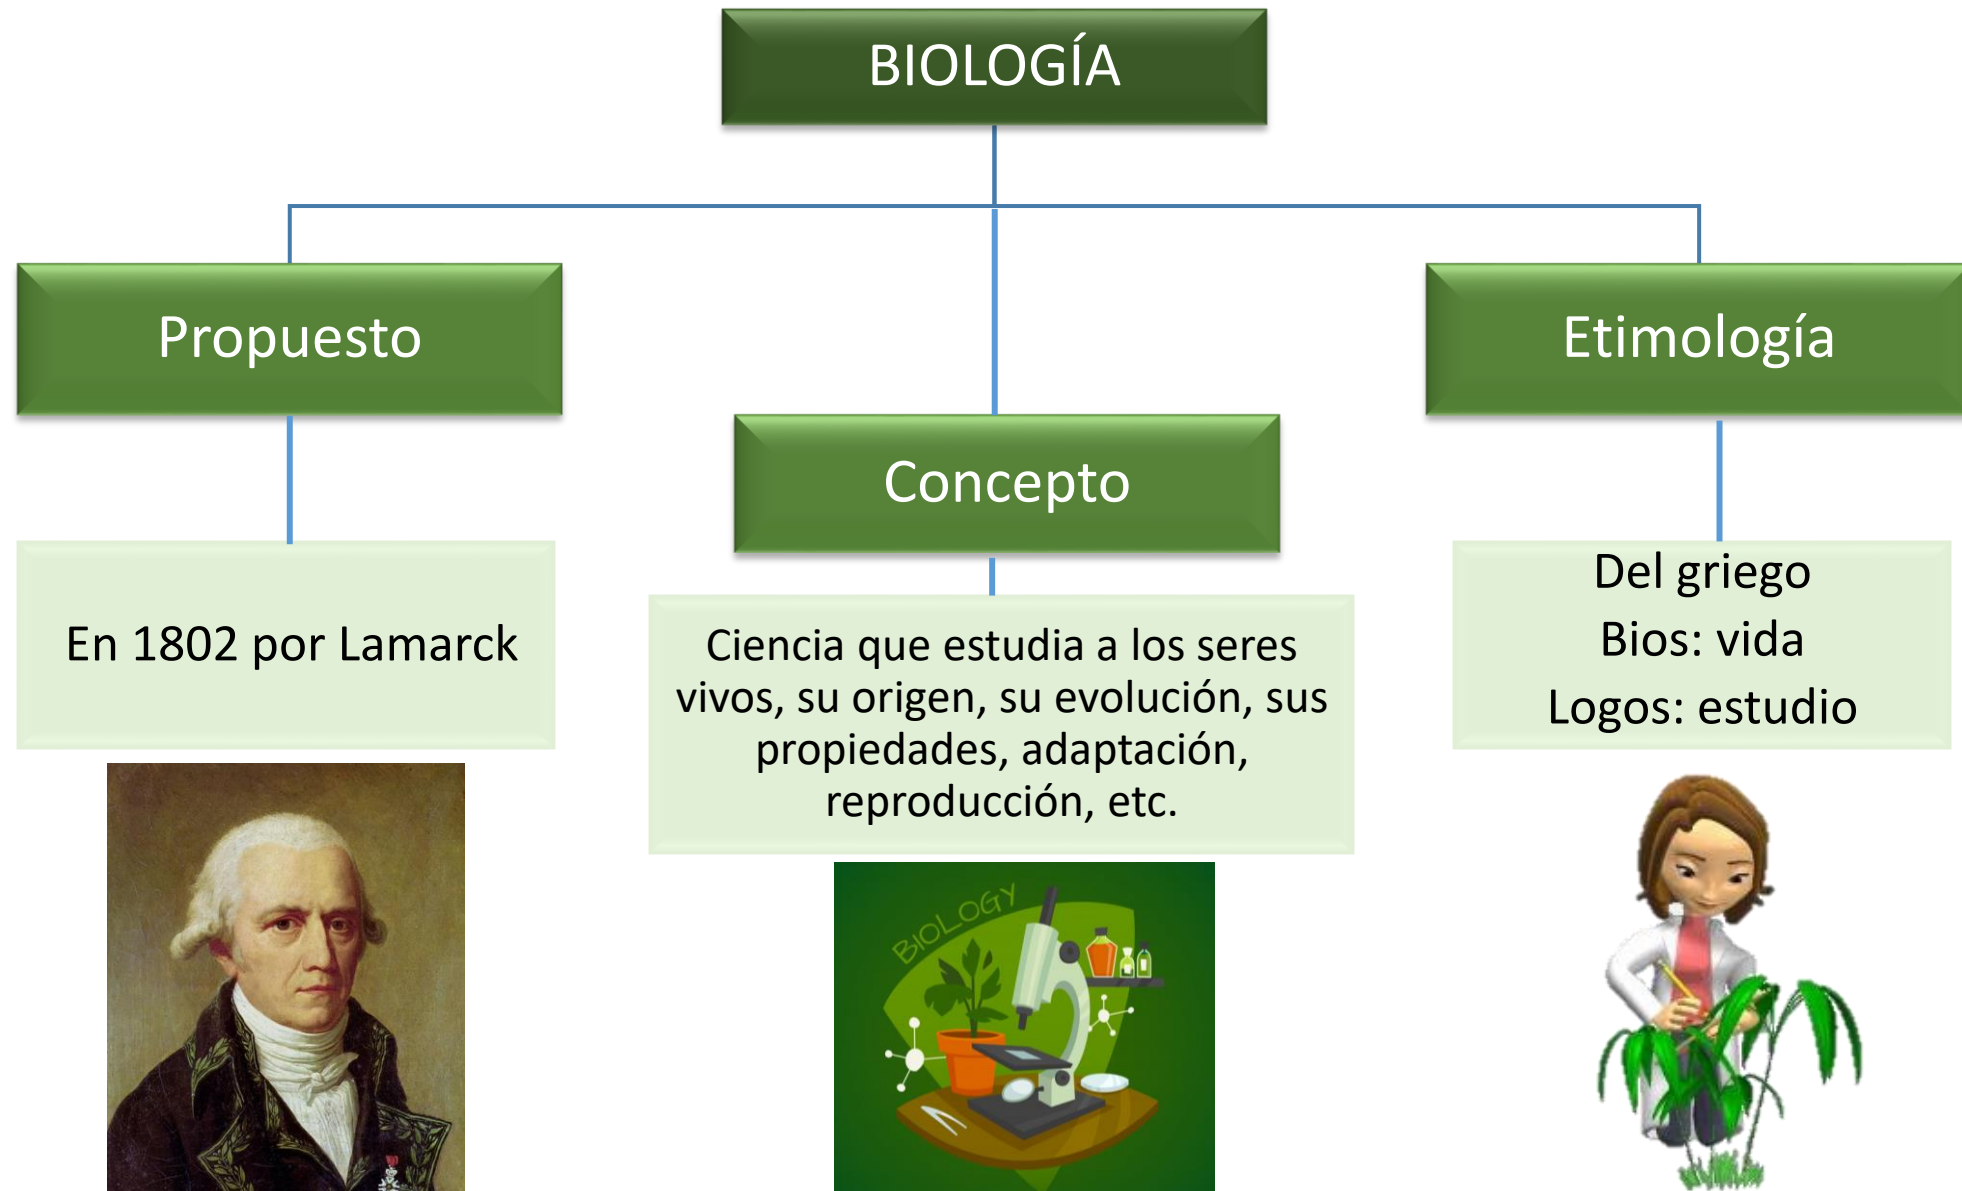 BIOLOGÍA
Propuesto
En 1802 por Lamarck
Concepto
Ciencia que estudia a los seres
vivos, su origen, su evolución, sus
propiedades, adaptación,
reproducción, etc.
BIOLOGY
Etimología
Del griego
Bios: vida
Logos: estudio